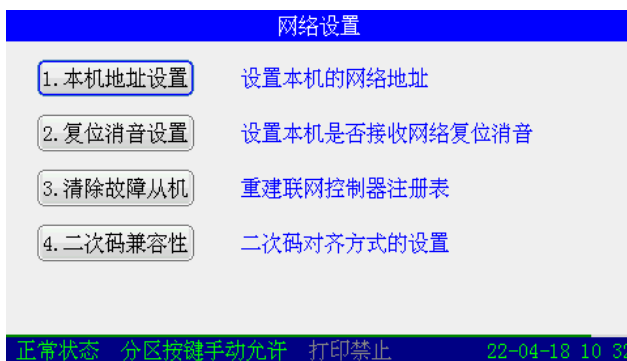 网络设置
1.本机地址设置 设置本机的网络地址
2.复位消音设置 设置本机是否接收网络复位消音
3.清除故障从机 重建联网控制器注册表
4.二次码兼容性 二次码对齐方式的设置
正常状态 分区按键手动允许 打印禁止 22-04-18 10 32